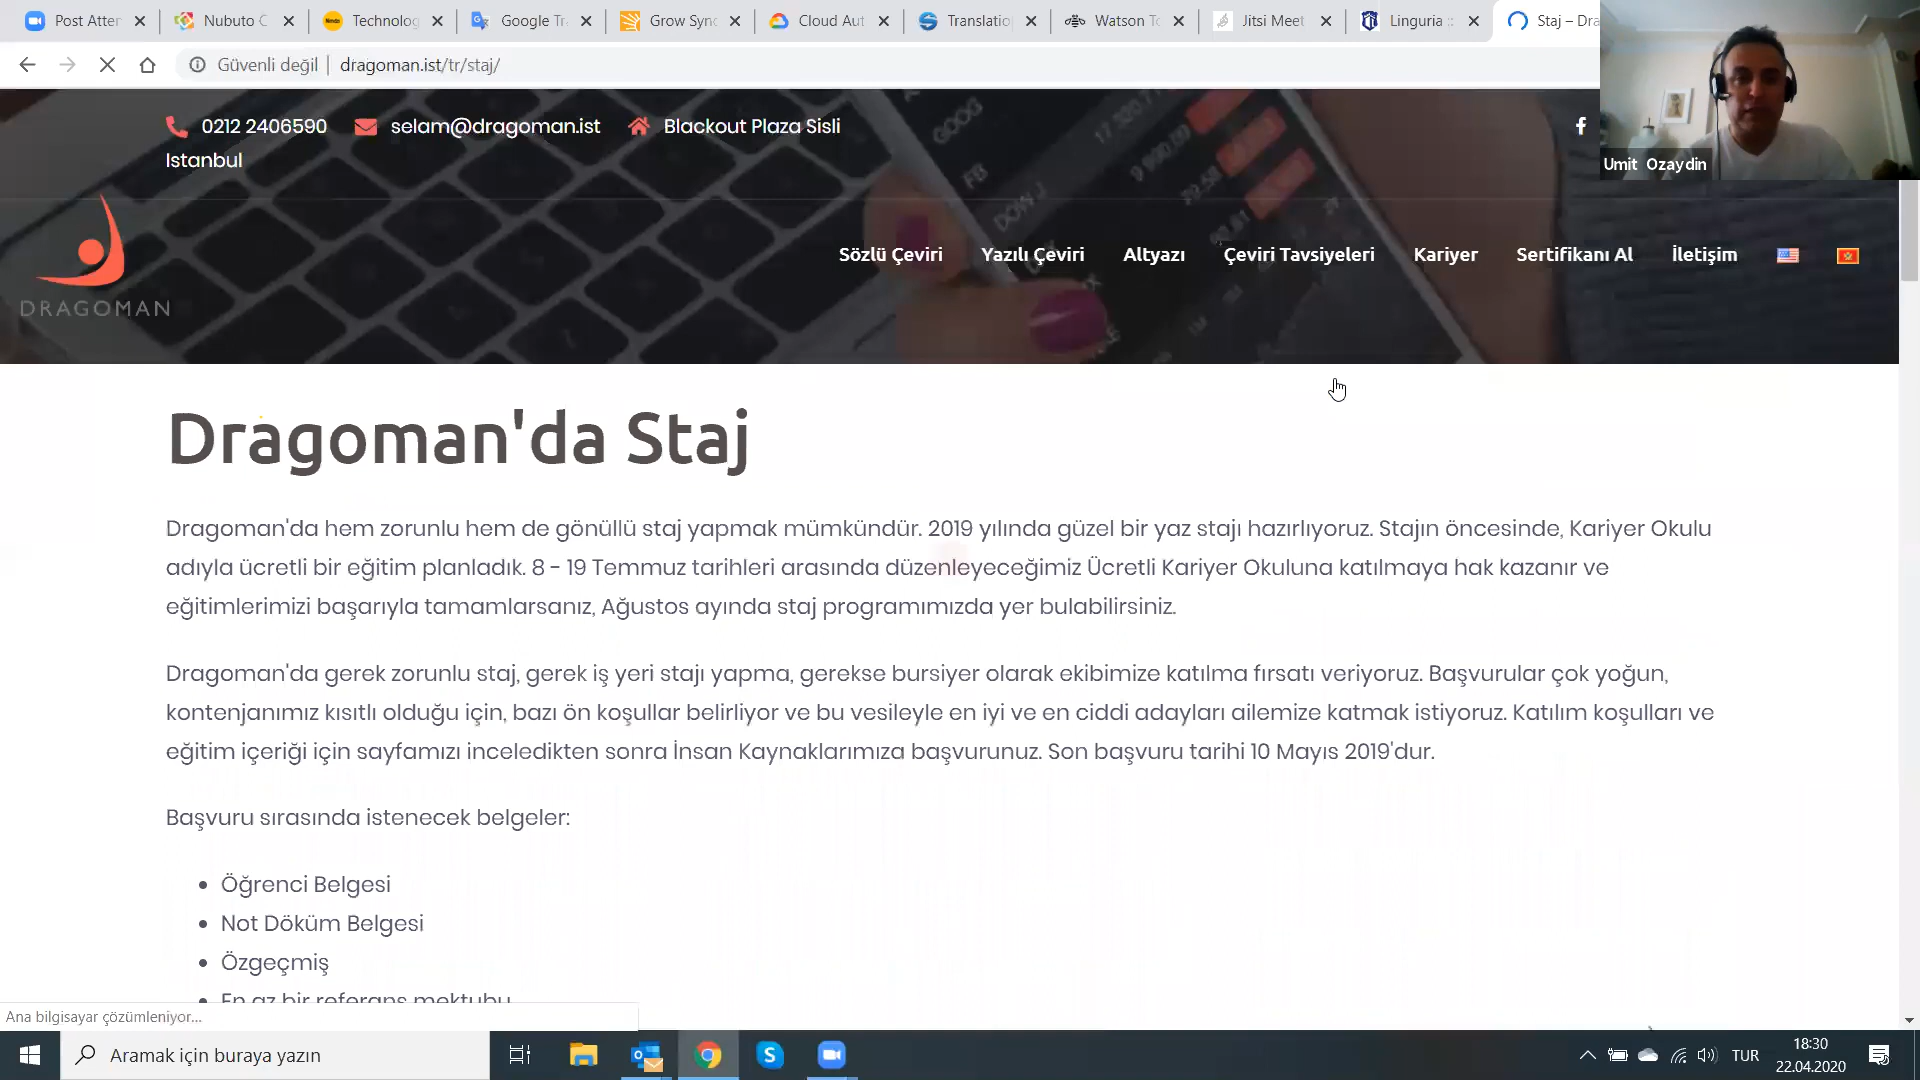 Post Atter
Nubuto C
Technolog
Google Tr
Grow Sync
Cloud Aut
Translatio
Watson To
Jitsi Meet
Linguria ::
Staj – Dra
Güvenli değil
dragoman.ist/tr/staj/
Umit Ozaydin
0212 2406590
selam@dragoman.ist
Blackout Plaza Sisli
Istanbul
DRAGOMAN
Sözlü Çeviri
Yazılı Çeviri
Altyazı
Çeviri Tavsiyeleri
Kariyer
Sertifikanı Al
İletişim
Dragoman'da Staj
Dragoman'da hem zorunlu hem de gönüllü staj yapmak mümkündür. 2019 yılında güzel bir yaz stajı hazırlıyoruz. Stajın öncesinde, Kariyer Okulu
adıyla ücretli bir eğitim planladık. 8 - 19 Temmuz tarihleri arasında düzenleyeceğimiz Ücretli Kariyer Okuluna katılmaya hak kazanır ve
eğitimlerimizi başarıyla tamamlarsanız, Ağustos ayında staj programımızda yer bulabilirsiniz.
Dragoman'da gerek zorunlu staj, gerek iş yeri stajı yapma, gerekse bursiyer olarak ekibimize katılma fırsatı veriyoruz. Başvurular çok yoğun,
kontenjanımız kısıtlı olduğu için, bazı ön koşullar belirliyor ve bu vesileyle en iyi ve en ciddi adayları ailemize katmak istiyoruz. Katılım koşulları ve
eğitim içeriği için sayfamızı inceledikten sonra İnsan Kaynaklarımıza başvurunuz. Son başvuru tarihi 10 Mayıs 2019'dur.
Başvuru sırasında istenecek belgeler:
Öğrenci Belgesi
Not Döküm Belgesi
Özgeçmiş
En az bir referans mektubu
Ana bilgisayar çözümleniyor...
Aramak için buraya yazın
TUR
18:30
22.04.2020